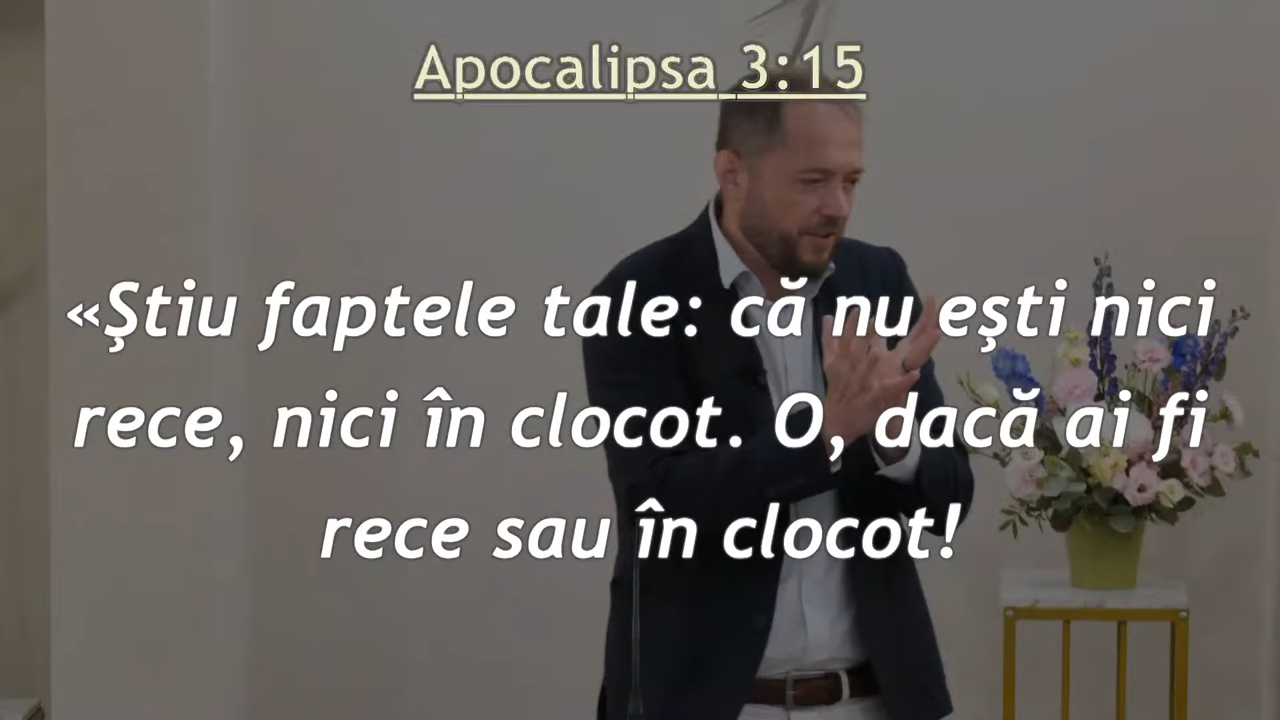 Apocalipsa 3:15
«Ştiu faptele tale: că nu eşti nici
rece, nici în clocot. O, dacă ai fi
rece sau în clocot!